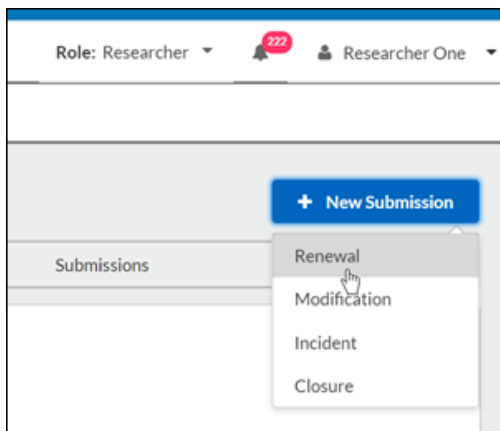 Role: Researcher
222
Researcher One
+ New Submission
Submissions
Renewal
Modification
Incident
Closure